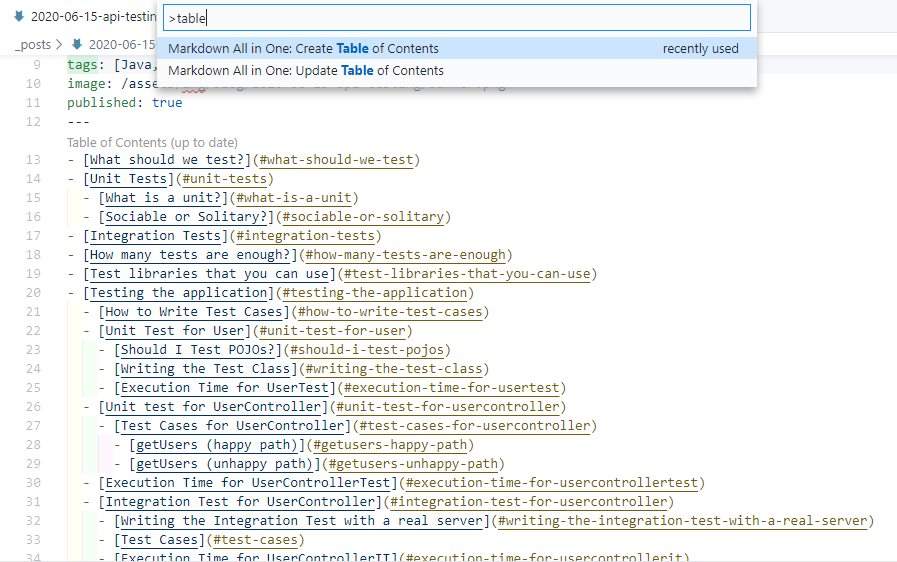 2020-06-15-api-testin
>table
_posts > 2020-06-15
Markdown All in One: Create Table of Contents recently used
Markdown All in One: Update Table of Contents
9 tags: [Java,
10 image: /asse
11 published: true
12 ---
Table of Contents (up to date)
13 - [What should we test?](#what-should-we-test)
14 - [Unit Tests](#unit-tests)
15 - [What is a unit?](#what-is-a-unit)
16 - [Sociable or Solitary?](#sociable-or-solitary)
17 - [Integration Tests](#integration-tests)
18 - [How many tests are enough?](#how-many-tests-are-enough)
19 - [Test libraries that you can use](#test-libraries-that-you-can-use)
20 - [Testing the application](#testing-the-application)
21 - [How to Write Test Cases](#how-to-write-test-cases)
22 - [Unit Test for User](#unit-test-for-user)
23 - [Should I Test POJOs?](#should-i-test-pojos)
24 - [Writing the Test Class](#writing-the-test-class)
25 - [Execution Time for UserTest](#execution-time-for-usertest)
26 - [Unit test for UserController](#unit-test-for-usercontroller)
27 - [Test Cases for UserController](#test-cases-for-usercontroller)
28 - [getUsers (happy path)](#getusers-happy-path)
29 - [getUsers (unhappy path)](#getusers-unhappy-path)
30 - [Execution Time for UserControllerTest](#execution-time-for-usercontrollertest)
31 - [Integration Test for UserController](#integration-test-for-usercontroller)
32 - [Writing the Integration Test with a real server](#writing-the-integration-test-with-a-real-server)
33 - [Test Cases](#test-cases)
34 - [Execution Time for UserControllerIT](#execution-time-for-usercontrollerit)